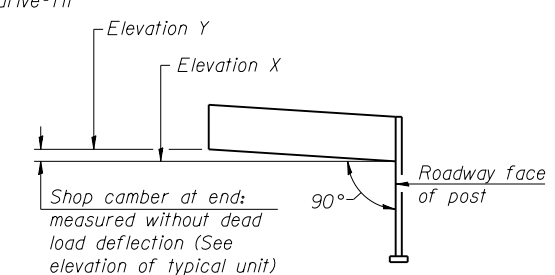 Elevation Y
Elevation X
Shop camber at end:
measured without dead
load deflection (See
elevation of typical unit)
90°
Roadway face
of post